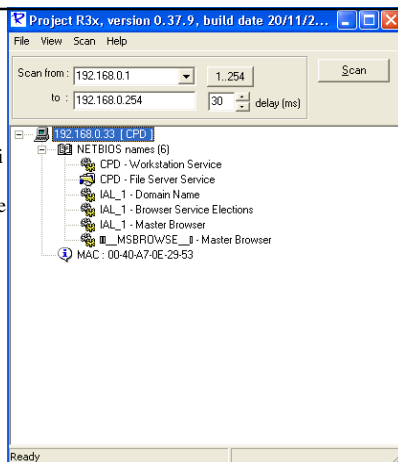 Project R3x, version 0.37.9, build date 20/11/2...
File View Scan Help
Scan from : 192.168.0.1 1..254 Scan
to : 192.168.0.254 30 delay (ms)
192.168.0.33 [ CPD ]
NETBIOS names (6)
CPD - Workstation Service
CPD - File Server Service
IAL_1 - Domain Name
IAL_1 - Browser Service Elections
IAL_1 - Master Browser
__MSBROWSE__ - Master Browser
MAC : 00-40-A7-0E-29-53
Ready